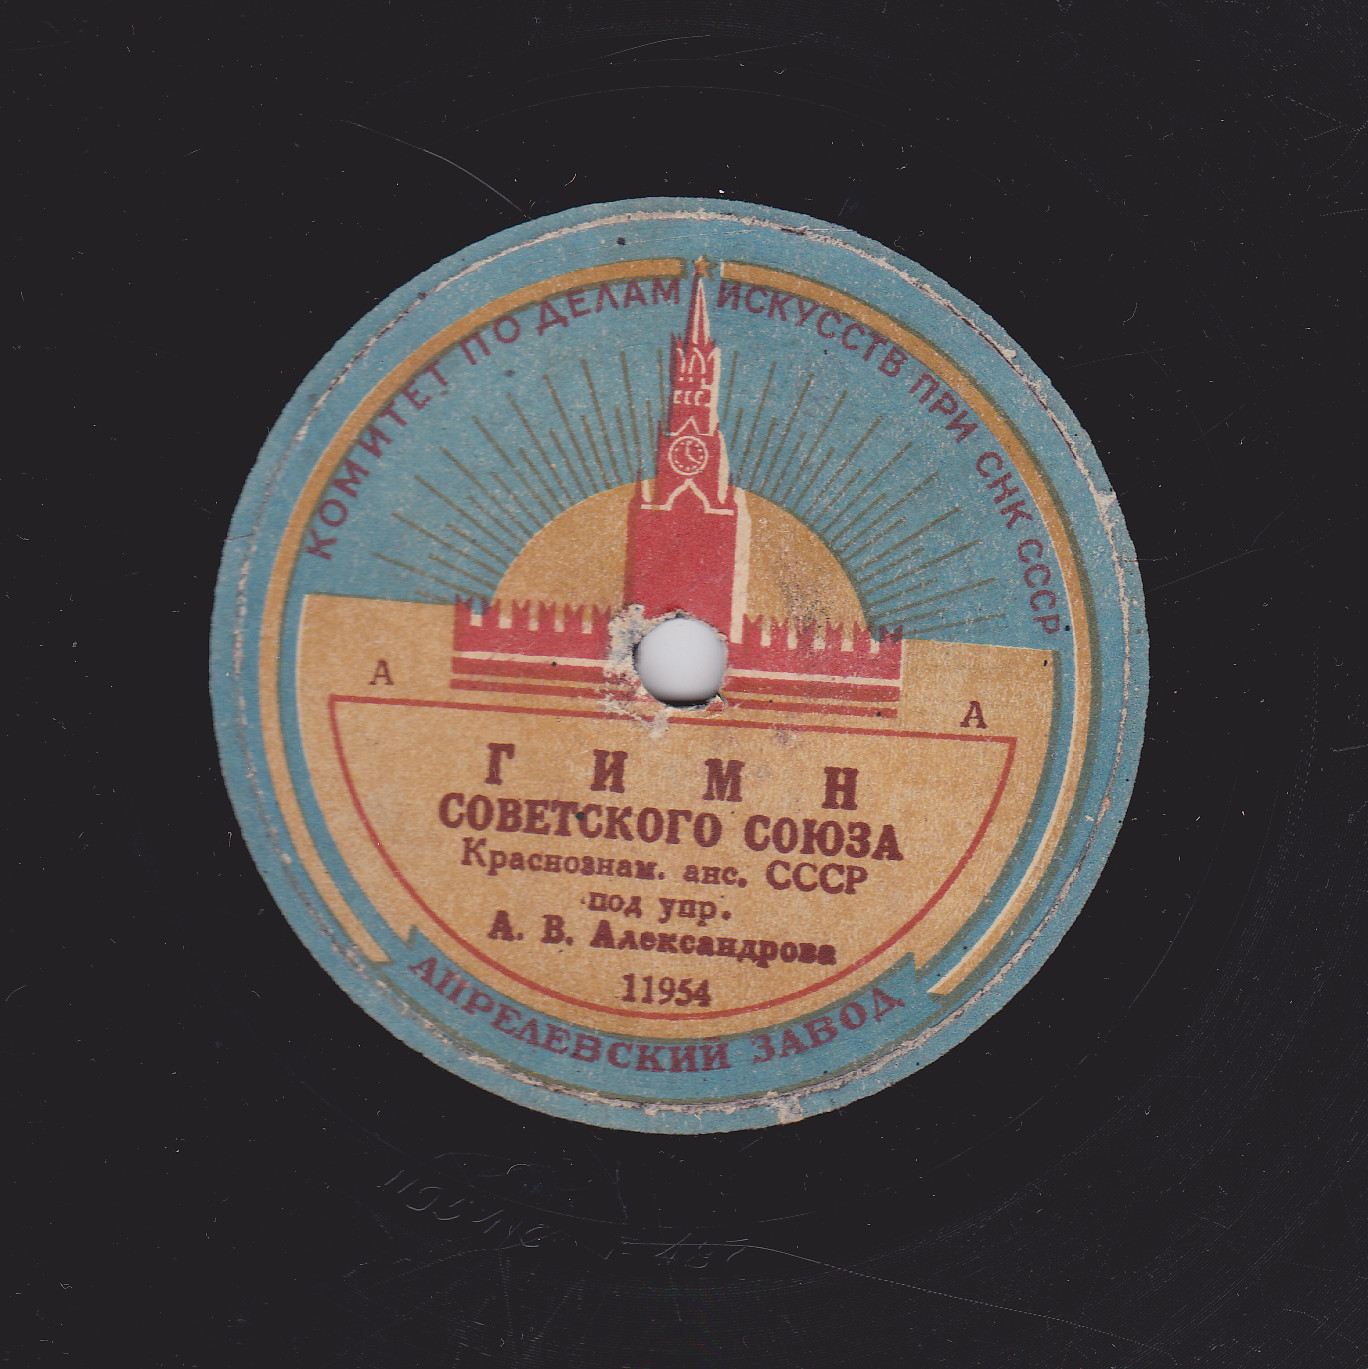 КОМИТЕТ ПО ДЕЛАМ ИСКУССТВ ПРИ СНК СССР
А
А
ГИМН
СОВЕТСКОГО СОЮЗА
Краснознам. анс. СССР
под упр.
А. В. Александрова
11954
АПРЕЛЕВСКИЙ ЗАВОД